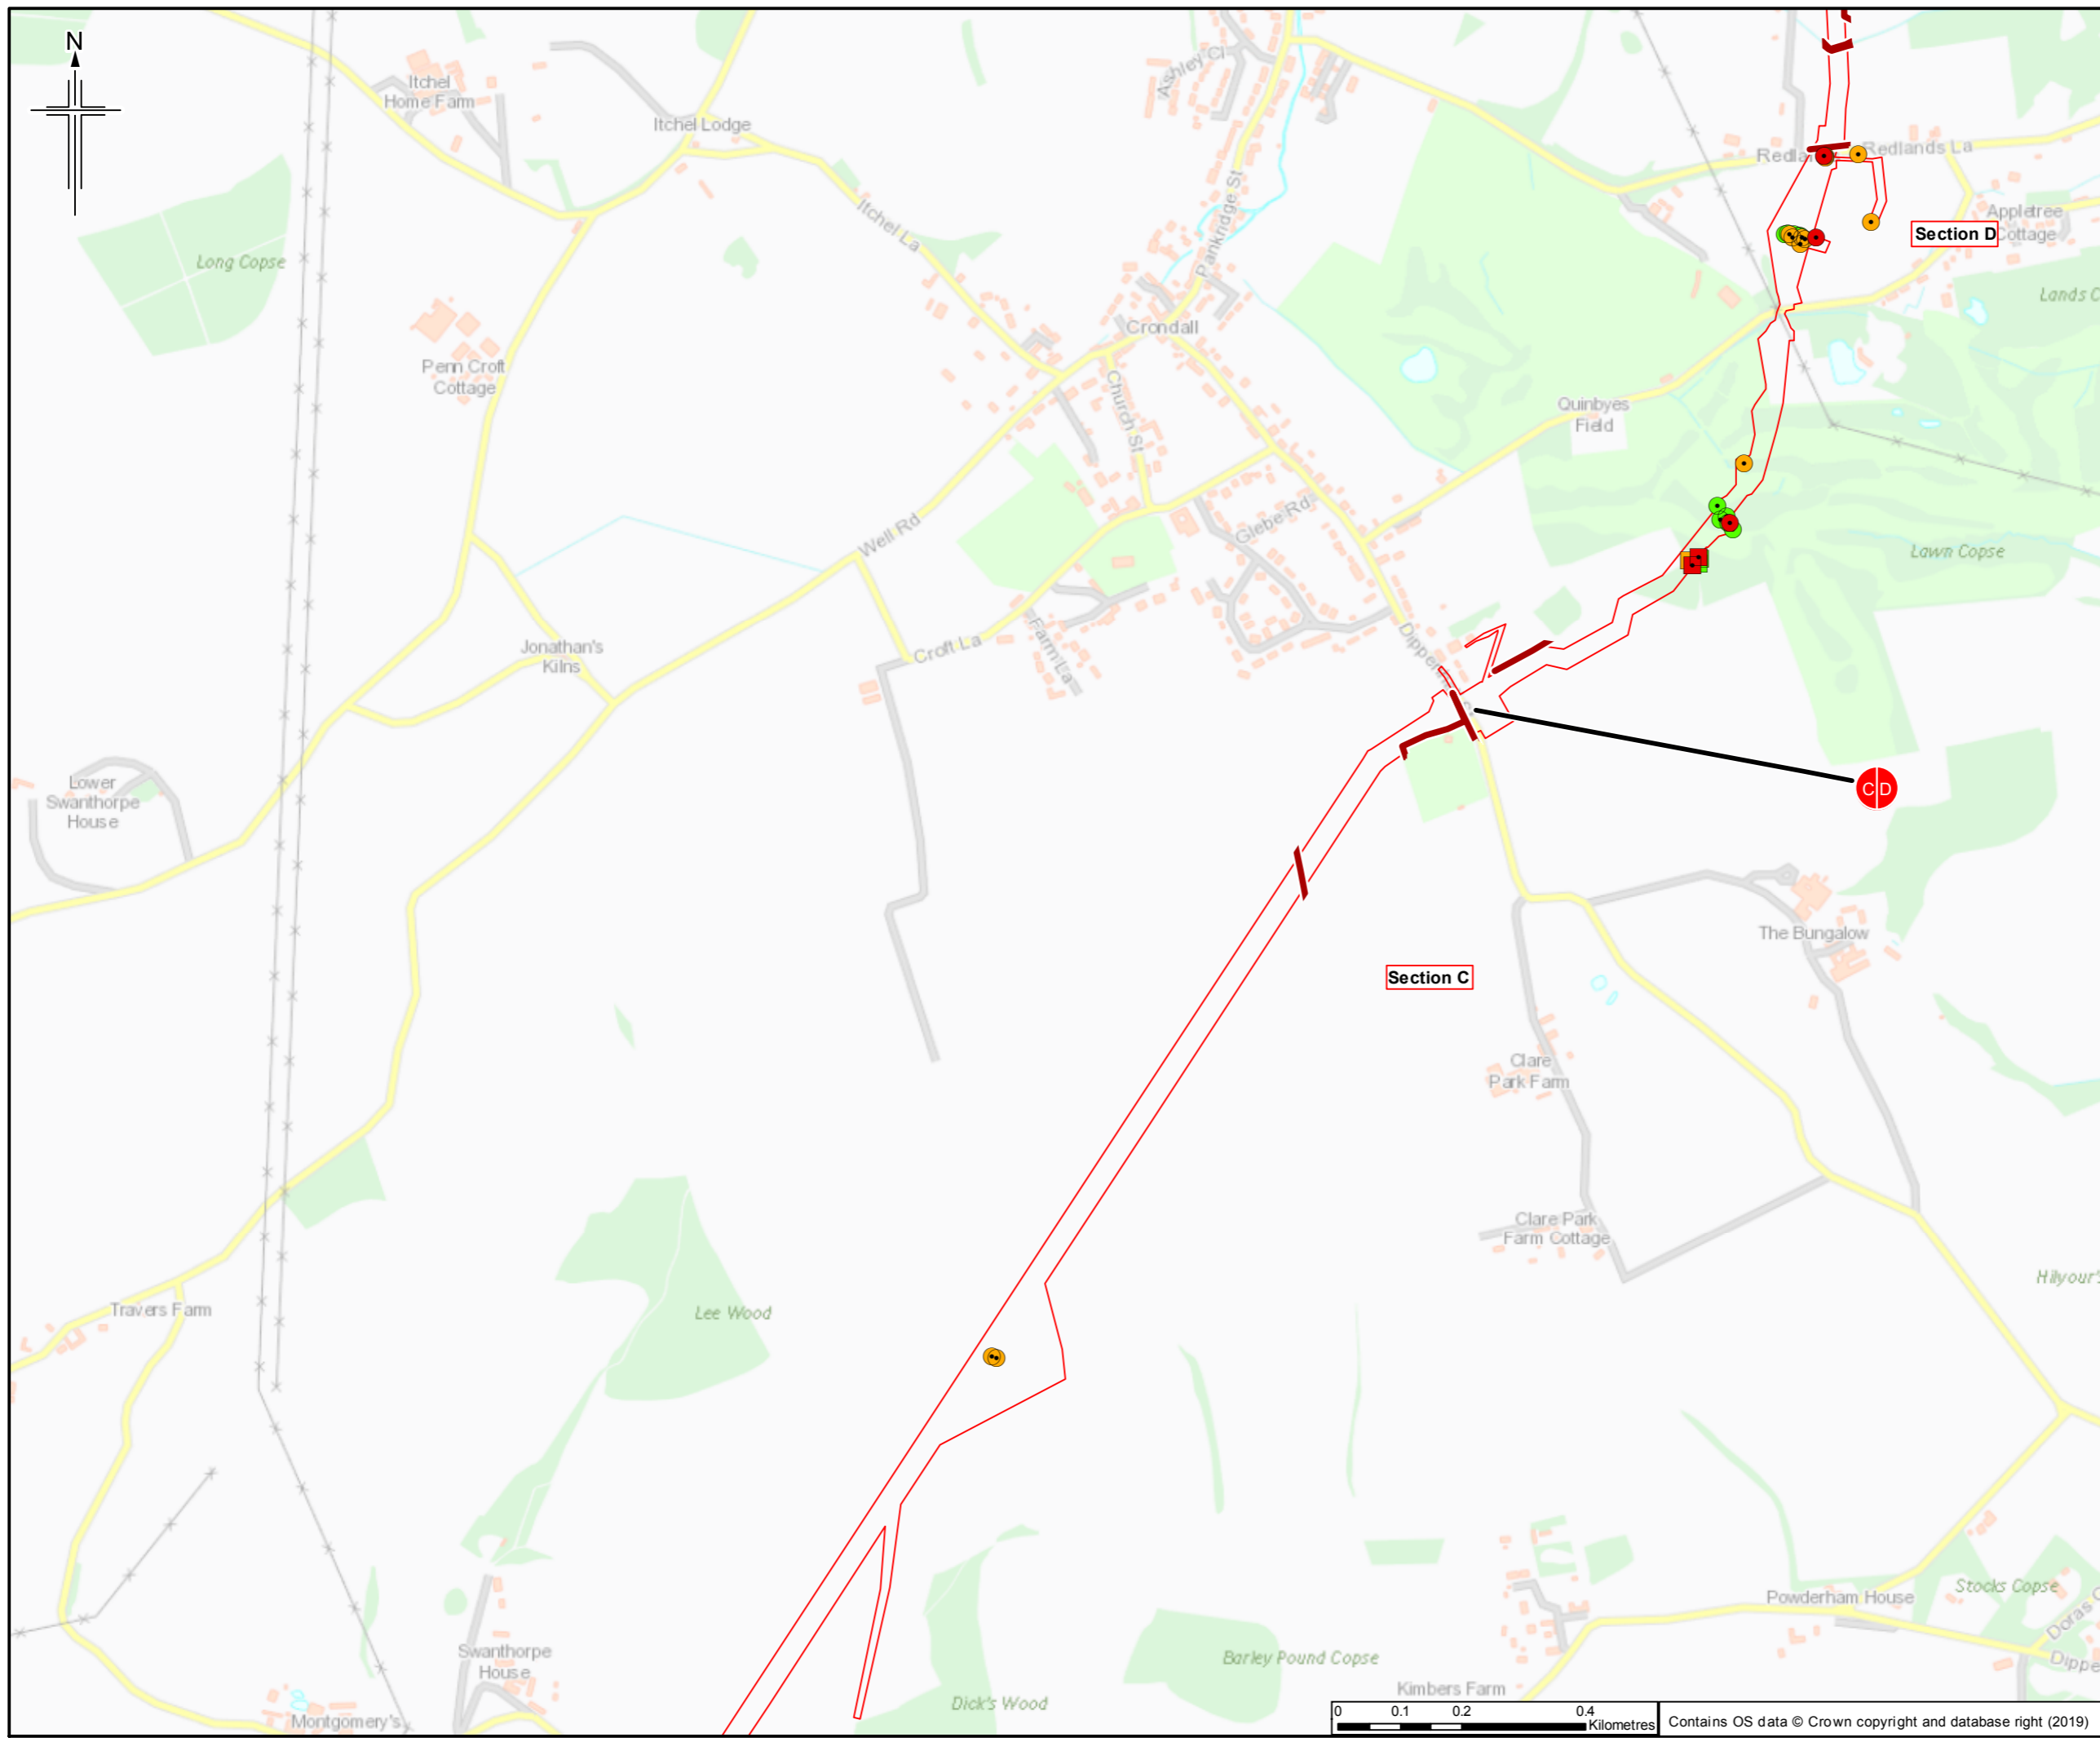 N
Itchel
Home Farm
Itchel Lodge
Ashley Cl
Pankridge St
Redlands La
Appletree
Cottage
Section D
Long Copse
Itchel La
Lands C
Crondall
Penn Croft
Cottage
Church St
Quinbyes
Field
Well Rd
Glebe Rd
Lawn Copse
Jonathan's
Kilns
Croft La
Farm La
Lower
Swanthorpe
House
C D
The Bungalow
Section C
Clare
Park Farm
Clare Park
Farm Cottage
Hilyour's
Travers Farm
Lee Wood
Powderham House
Stocks Copse
Doras
Dippe
Swanthorpe
House
Barley Pound Copse
Kimbers Farm
Dick's Wood
Montgomery's
0 0.1 0.2 0.4
Kilometres
Contains OS data © Crown copyright and database right (2019)